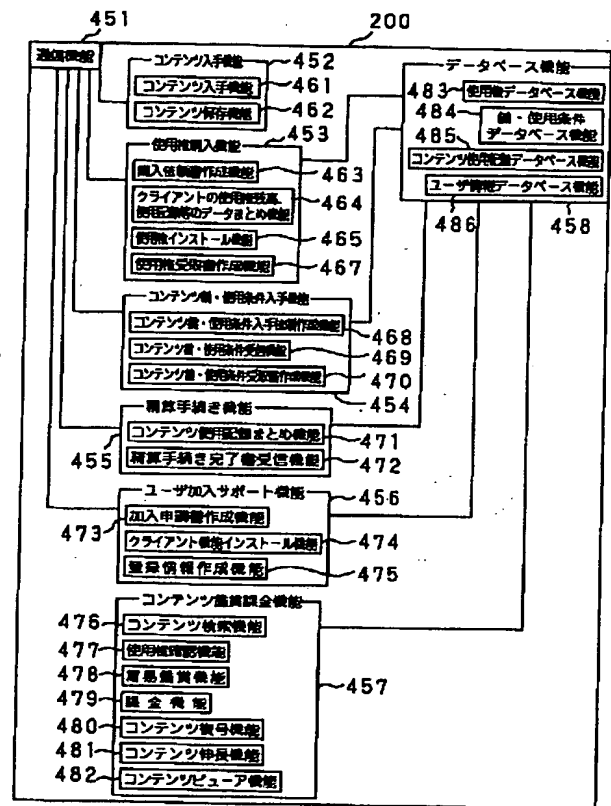 200
451
通信機能
コンテンツ入手機能
452
コンテンツ入手機能
461
コンテンツ保存機能
462
使用権購入機能
453
購入依頼書作成機能
463
クライアントの使用権残高、
使用記録等のデータまとめ機能
464
使用権インストール機能
465
使用権受取書作成機能
467
コンテンツ鍵・使用条件入手機能
コンテンツ鍵・使用条件入手依頼作成機能
468
コンテンツ鍵・使用条件受信機能
469
コンテンツ鍵・使用条件受取書作成機能
470
454
精算手続き機能
455
コンテンツ使用記録まとめ機能
471
精算手続き完了書受信機能
472
ユーザ加入サポート機能
456
473
加入申請書作成機能
クライアント機能インストール機能
474
登録情報作成機能
475
コンテンツ鑑賞課金機能
457
476
コンテンツ検索機能
477
使用権確認機能
478
簡易鑑賞機能
479
課金機能
480
コンテンツ復号機能
481
コンテンツ伸長機能
482
コンテンツビューア機能
データベース機能
483
使用権データベース機能
484
鍵・使用条件
データベース機能
485
コンテンツ使用記録データベース機能
ユーザ情報データベース機能
486
458